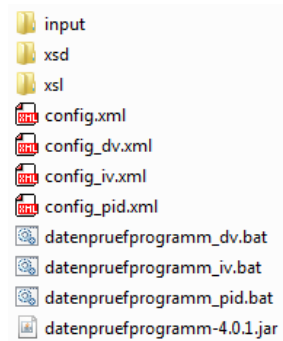 input
xsd
xsl
config.xml
config_dv.xml
config_iv.xml
config_pid.xml
datenpruefprogramm_dv.bat
datenpruefprogramm_iv.bat
datenpruefprogramm_pid.bat
datenpruefprogramm-4.0.1.jar